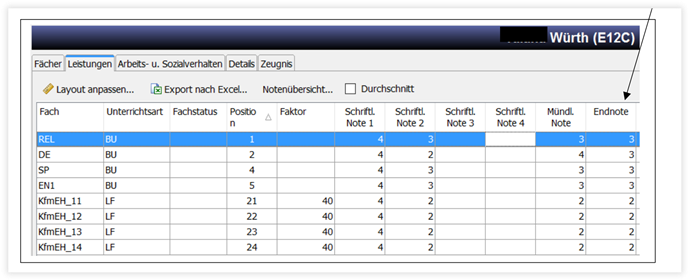 Würth (E12C)
Fächer Leistungen Arbeits- u. Sozialverhalten Details Zeugnis
Layout anpassen... Export nach Excel... Notenübersicht... Durchschnitt
Fach Unterrichtsart Fachstatus Positio Faktor Schriftl. Schriftl. Schriftl. Schriftl. Mündl. Endnote
n Note 1 Note 2 Note 3 Note 4 Note
REL BU 1 4 3 3 3
DE BU 2 4 2 4 3
SP BU 4 4 3 3 3
EN1 BU 5 4 3 3 3
KfmEH_11 LF 21 40 4 2 2 2
KfmEH_12 LF 22 40 4 2 2 2
KfmEH_13 LF 23 40 4 2 2 2
KfmEH_14 LF 24 40 4 2 2 2